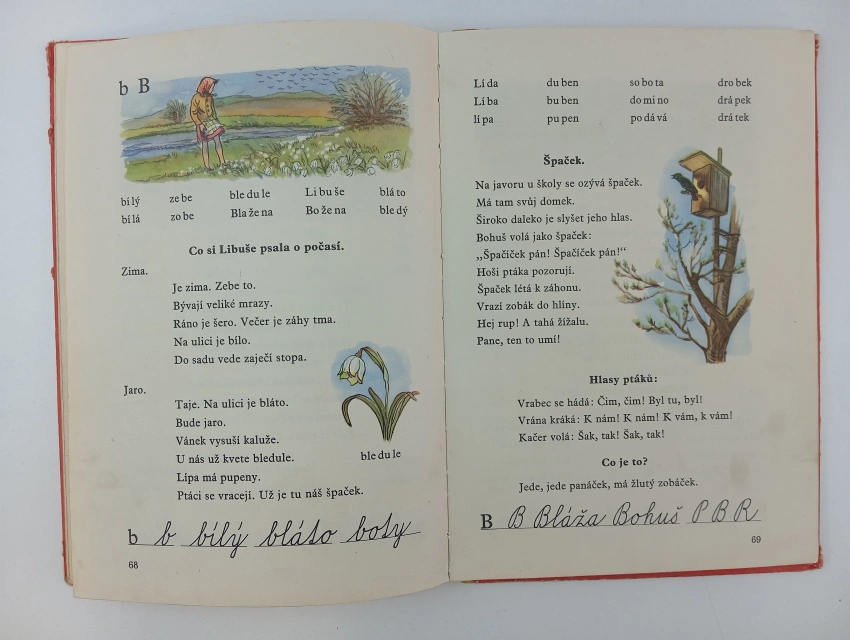 b B
bí lý ze be ble du le Li bu še blá to
bí lá zo be Bla že na Bo že na ble dý
Co si Libuše psala o počasí.
Zima.
Je zima. Zebe to.
Bývají veliké mrazy.
Ráno je šero. Večer je záhy tma.
Na ulici je bílo.
Do sadu vede zaječí stopa.
Jaro.
Taje. Na ulici je bláto.
Bude jaro.
Vánek vysuší kaluže.
U nás už kvete bledule.
ble du le
Lípa má pupeny.
Ptáci se vracejí. Už je tu náš špaček.
b b bílý bláto boty
68
Lí da du ben so bo ta dro bek
Li ba bu ben do mi no drá pek
lí pa pu pen po dá vá drá tek
Špaček.
Na javoru u školy se ozývá špaček.
Má tam svůj domek.
Široko daleko je slyšet jeho hlas.
Bohuš volá jako špaček:
„Špačíček pán! Špačíček pán!“
Hoši ptáka pozorují.
Špaček létá k záhonu.
Vrazí zobák do hlíny.
Hej rup! A tahá žížalu.
Pane, ten to umí!
Hlasy ptáků:
Vrabec se hádá: Čim, čim! Byl tu, byl!
Vrána kráká: K nám! K nám! K vám, k vám!
Kačer volá: Šak, tak! Šak, tak!
Co je to?
Jede, jede panáček, má žlutý zobáček.
B B Bláža Bohuš P B R
69